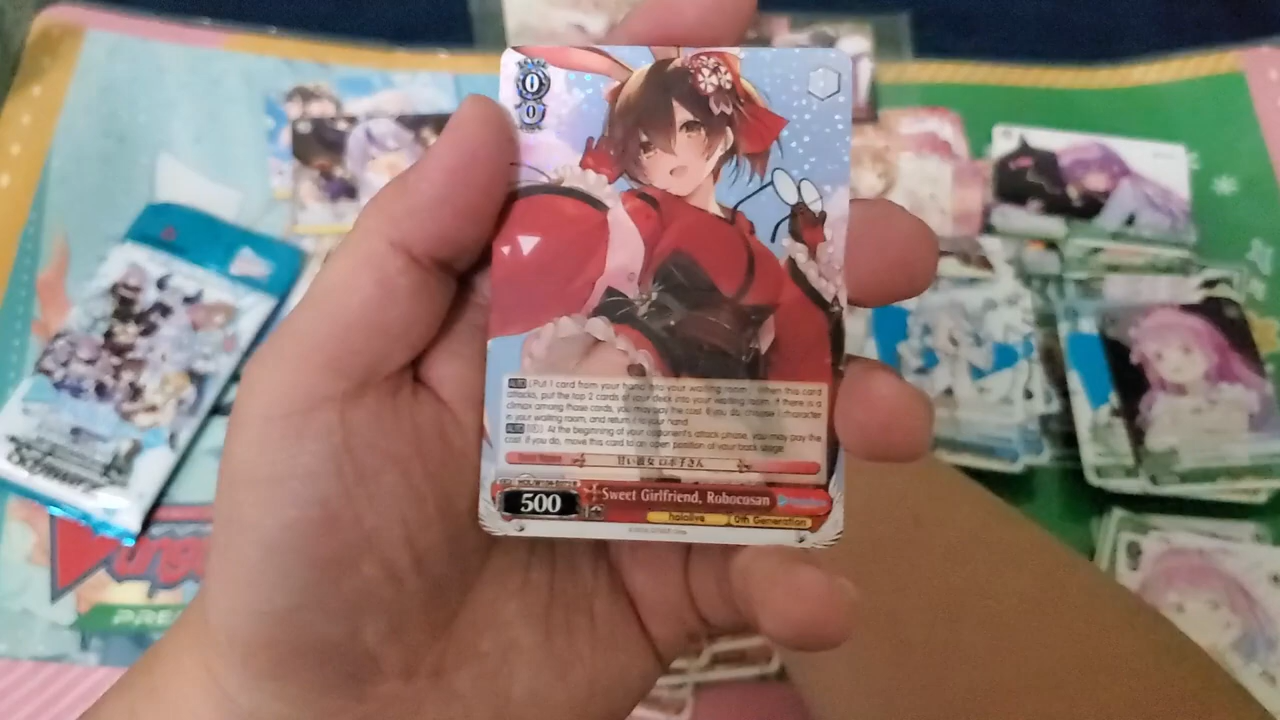 0
0
AUTO [Put 1 card from your hand into your waiting room] When this card
attacks, put the top 2 cards of your deck into your waiting room. If there is a
climax among those cards, you may pay the cost. If you do, choose 1 character
in your waiting room, and return it to your hand.
AUTO At the beginning of your opponent's attack phase, you may pay the
cost. If you do, move this card to an open position of your back stage.
甘い彼女 ロボ子さん
500
Sweet Girlfriend, Robocosan
hololive 0th Generation
Vangu
PRE